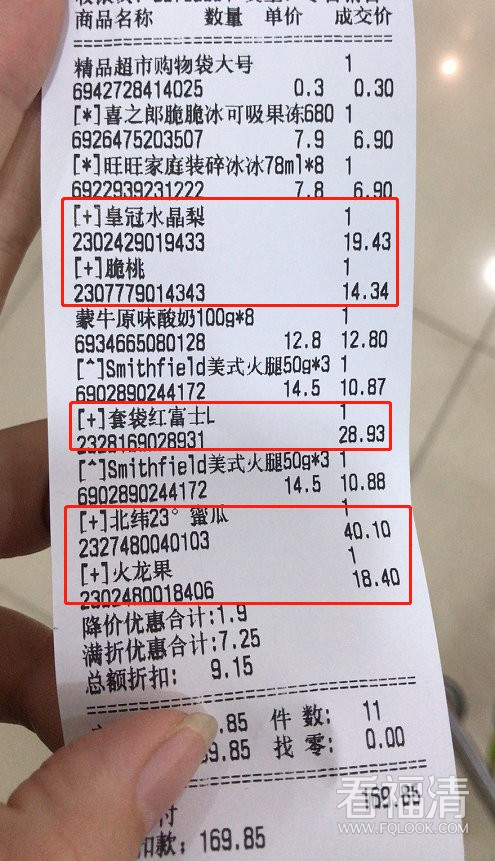 商品名称 数量 单价 成交价
精品超市购物袋大号 1
6942728414025 0.3 0.30
[*]喜之郎脆脆冰可吸果冻680 1
6926475203507 7.9 6.90
[*]旺旺家庭装碎冰冰78ml*8 1
6922939231222 7.8 6.90
[+]皇冠水晶梨 1
2302429019433 19.43
[+]脆桃 1
2307779014343 14.34
蒙牛原味酸奶100g*8 1
6934665080128 12.8 12.80
[^]Smithfield美式火腿50g*3 1
6902890244172 14.5 10.87
[+]套袋红富士L 1
2328169028931 28.93
[^]Smithfield美式火腿50g*3 1
6902890244172 14.5 10.88
[+]北纬23°蜜瓜 1
2327480040103 40.10
[+]火龙果 1
2302480018406 18.40
降价优惠合计:1.9
满折优惠合计:7.25
总额折扣: 9.15
.85 件数: 11
9.85 找零: 0.00
169.85
付
扣款: 169.85
看福清
WWW.FQLOOK.COM